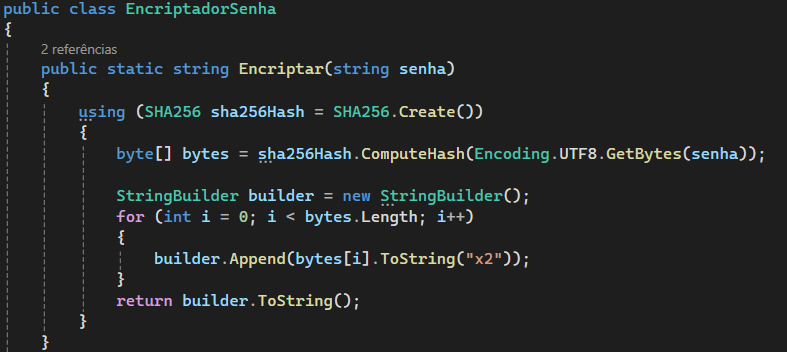 public class EncriptadorSenha
{
2 referências
public static string Encriptar(string senha)
{
using (SHA256 sha256Hash = SHA256.Create())
{
byte[] bytes = sha256Hash.ComputeHash(Encoding.UTF8.GetBytes(senha));
StringBuilder builder = new StringBuilder();
for (int i = 0; i < bytes.Length; i++)
{
builder.Append(bytes[i].ToString("x2"));
}
return builder.ToString();
}
}